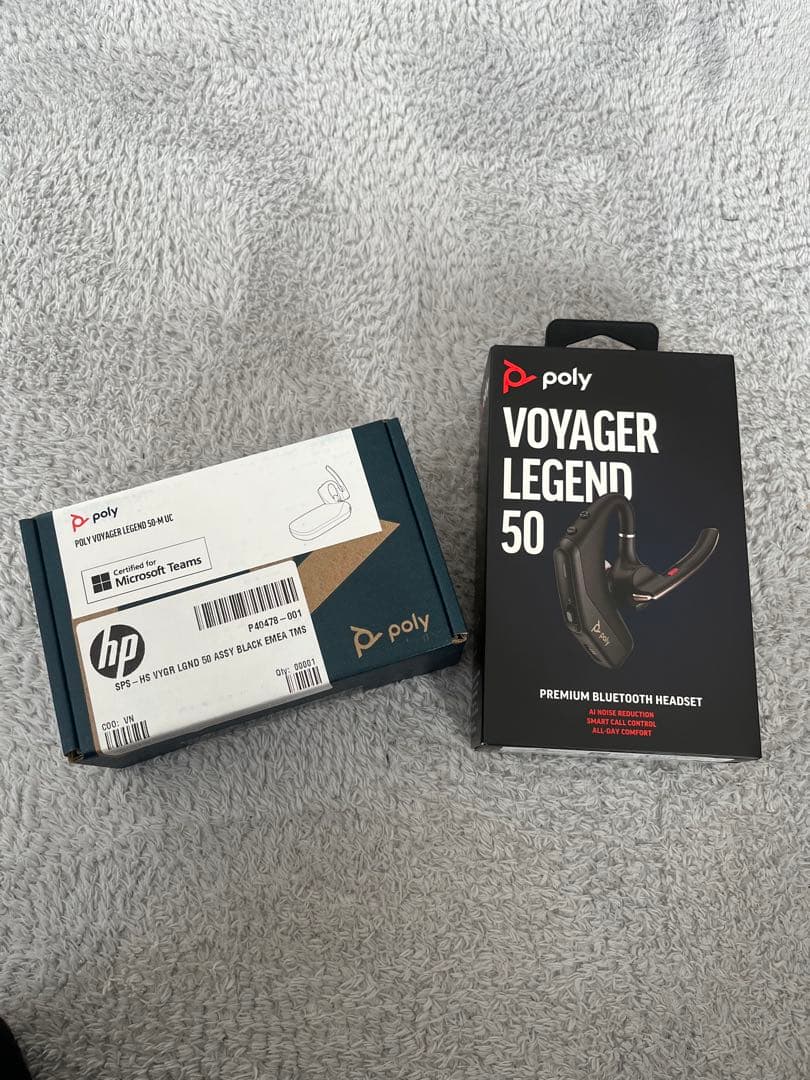 poly
POLY VOYAGER LEGEND 50-M UC
Certified for
Microsoft Teams
hp
P40478-001
SPS-HS VYGR LGND 50 ASSY BLACK EMEA TMS
Qty: 00001
COO: VN
poly
poly
VOYAGER
LEGEND
50
poly
PREMIUM BLUETOOTH HEADSET
AI NOISE REDUCTION
SMART CALL CONTROL
ALL-DAY COMFORT